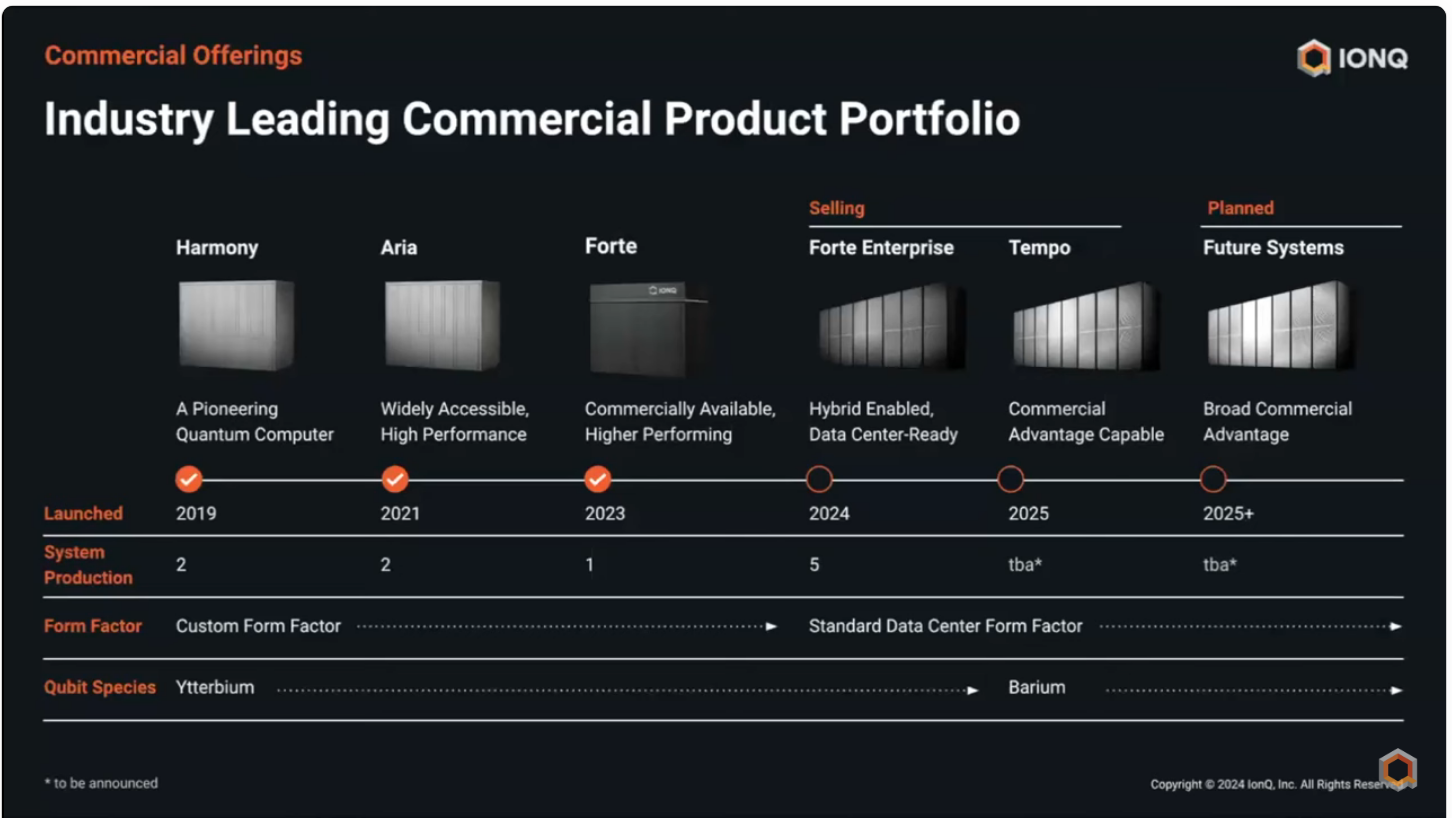 Commercial Offerings
IONQ
Industry Leading Commercial Product Portfolio
Selling
Planned
Harmony
Aria
Forte
Forte Enterprise
Tempo
Future Systems
IONQ
A Pioneering
Quantum Computer
Widely Accessible,
High Performance
Commercially Available,
Higher Performing
Hybrid Enabled,
Data Center-Ready
Commercial
Advantage Capable
Broad Commercial
Advantage
Launched 2019 2021 2023 2024 2025 2025+
System
Production 2 2 1 5 tba* tba*
Form Factor Custom Form Factor Standard Data Center Form Factor
Qubit Species Ytterbium Barium
* to be announced
Copyright © 2024 IonQ, Inc. All Rights Reserved